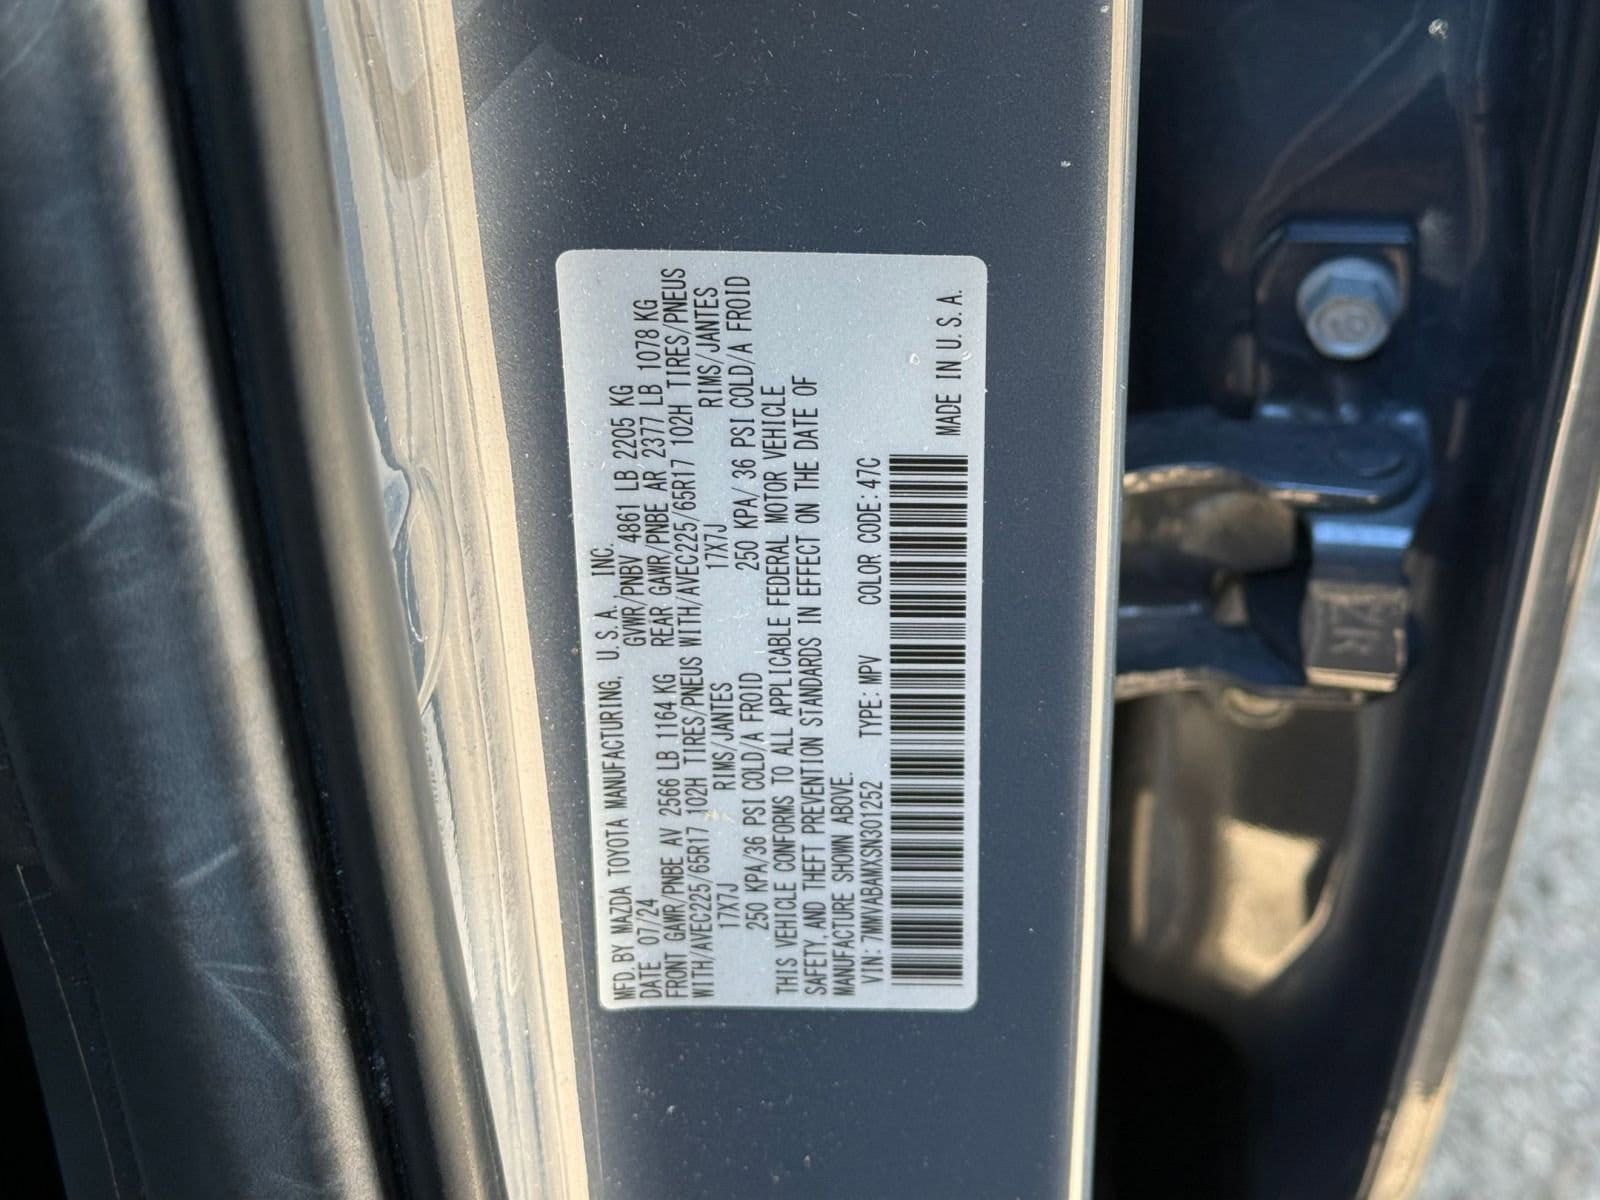 MFD.BY MAZDA TOYOTA MANUFACTURING, U.S.A. INC.
DATE 07/24 GVWR/PNBV 4861 LB 2205 KG
FRONT GAWR/PNBE AV 2566 LB 1164 KG REAR GAWR/PNBE AR 2377 LB 1078 KG
WITH/AVEC225/65R17 102H TIRES/PNEUS WITH/AVEC225/65R17 102H TIRES/PNEUS
17X7J RIMS/JANTES 17X7J RIMS/JANTES
250 KPA/36 PSI COLD/A FROID 250 KPA/ 36 PSI COLD/A FROID
THIS VEHICLE CONFORMS TO ALL APPLICABLE FEDERAL MOTOR VEHICLE
SAFETY, AND THEFT PREVENTION STANDARDS IN EFFECT ON THE DATE OF
MANUFACTURE SHOWN ABOVE.
VIN: 7MMVABAMXSN301252 TYPE: MPV COLOR CODE: 47C
MADE IN U.S.A.